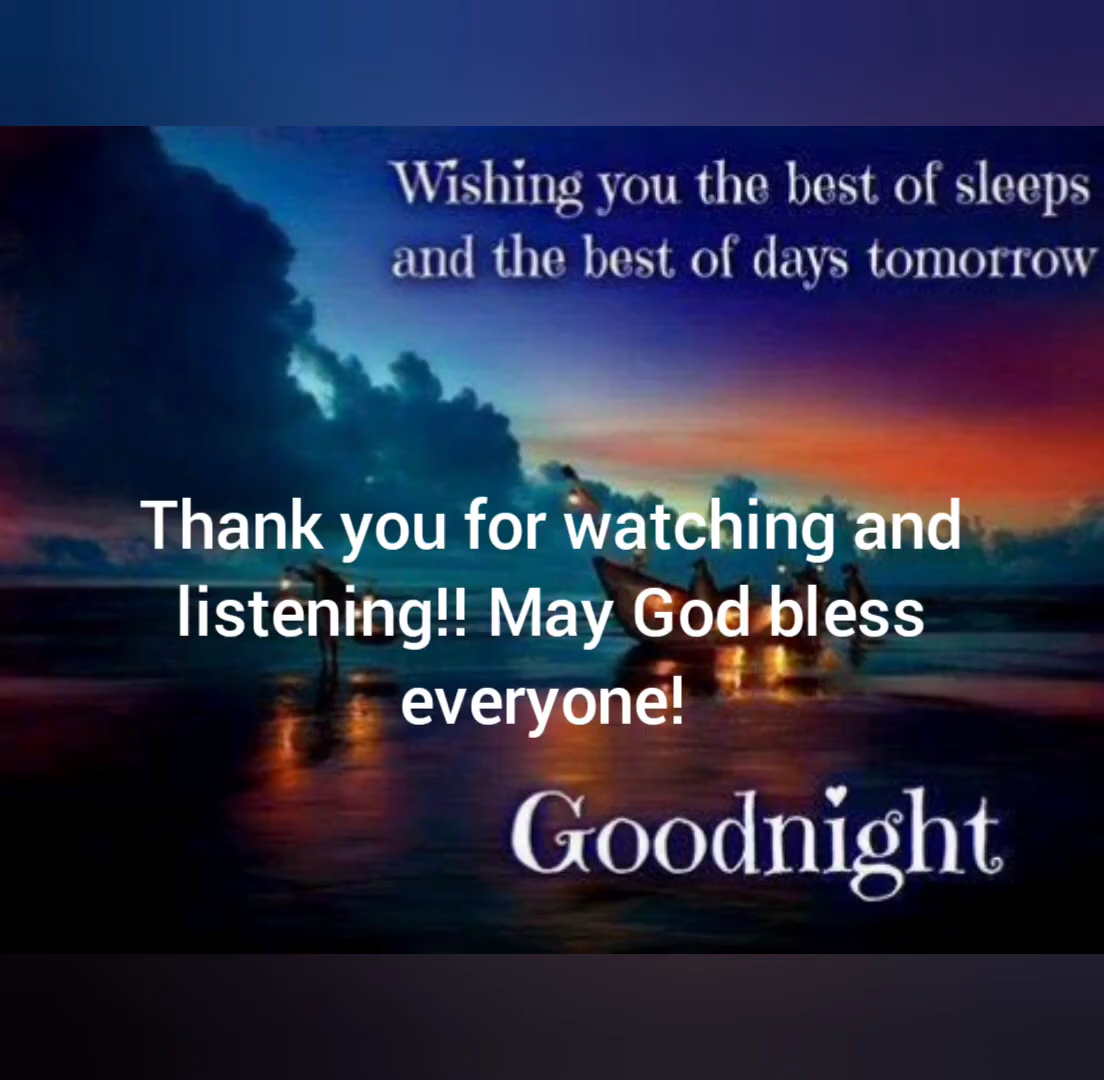 Wishing you the best of sleeps
and the best of days tomorrow
Thank you for watching and
listening!! May God bless
everyone!
Goodnight